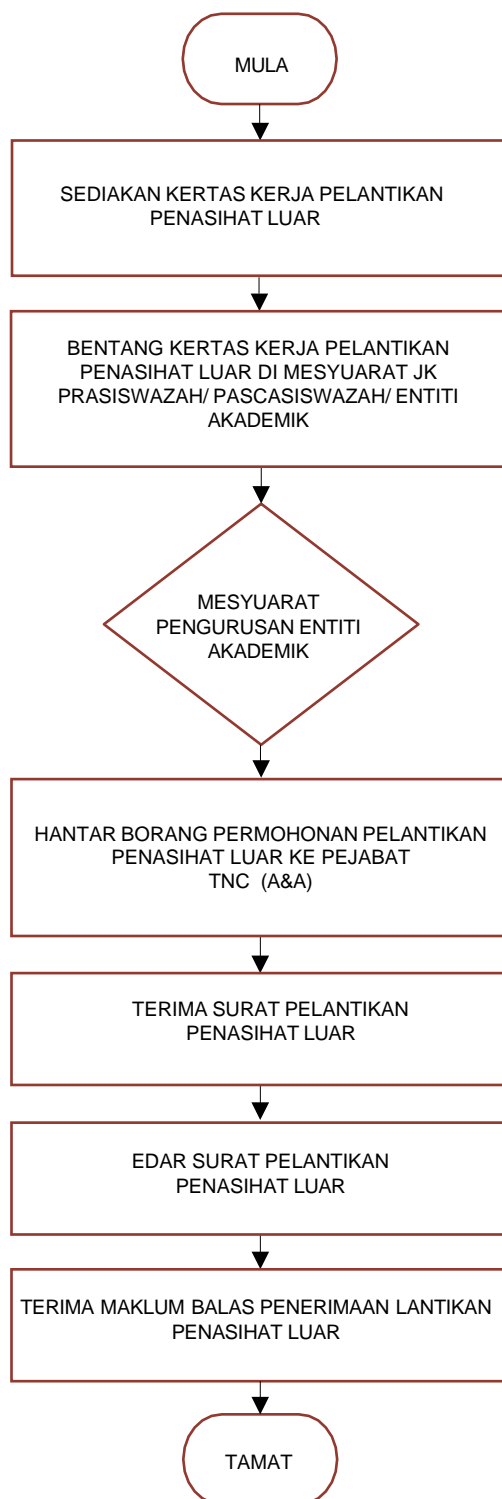 MULA
SEDIAKAN KERTAS KERJA PELANTIKAN
PENASIHAT LUAR
BENTANG KERTAS KERJA PELANTIKAN
PENASIHAT LUAR DI MESYUARAT JK
PRASISWAZAH/ PASCASISWAZAH/ ENTITI
AKADEMIK
MESYUARAT
PENGURUSAN ENTITI
AKADEMIK
HANTAR BORANG PERMOHONAN PELANTIKAN
PENASIHAT LUAR KE PEJABAT
TNC (A&A)
TERIMA SURAT PELANTIKAN
PENASIHAT LUAR
EDAR SURAT PELANTIKAN
PENASIHAT LUAR
TERIMA MAKLUM BALAS PENERIMAAN LANTIKAN
PENASIHAT LUAR
TAMAT